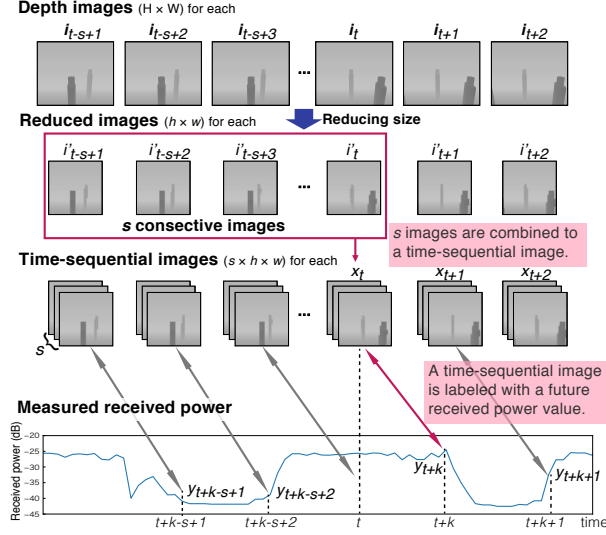 Depth images (H × W) for each
i_{t-s+1} i_{t-s+2} i_{t-s+3} i_t i_{t+1} i_{t+2}
...
Reduced images (h × w) for each
Reducing size
i'_{t-s+1} i'_{t-s+2} i'_{t-s+3} i'_t i'_{t+1} i'_{t+2}
...
s consective images
s images are combined to
a time-sequential image.
Time-sequential images (s × h × w) for each
x_t x_{t+1} x_{t+2}
...
s
A time-sequential image
is labeled with a future
received power value.
Measured received power
Received power (dB)
−20
−25
−30
−35
−40
−45
y_{t+k-s+1}
y_{t+k-s+2}
y_{t+k}
y_{t+k+1}
t+k-s+1 t+k-s+2 t t+k t+k+1 time